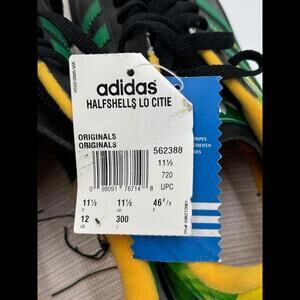 adidas
HALFSHELLS LO CITIE
ORIGINALS
ORIGINALS
562388
11½
720
0 98091 76714 8 UPC
11½ 11½ 46⅔
12 300